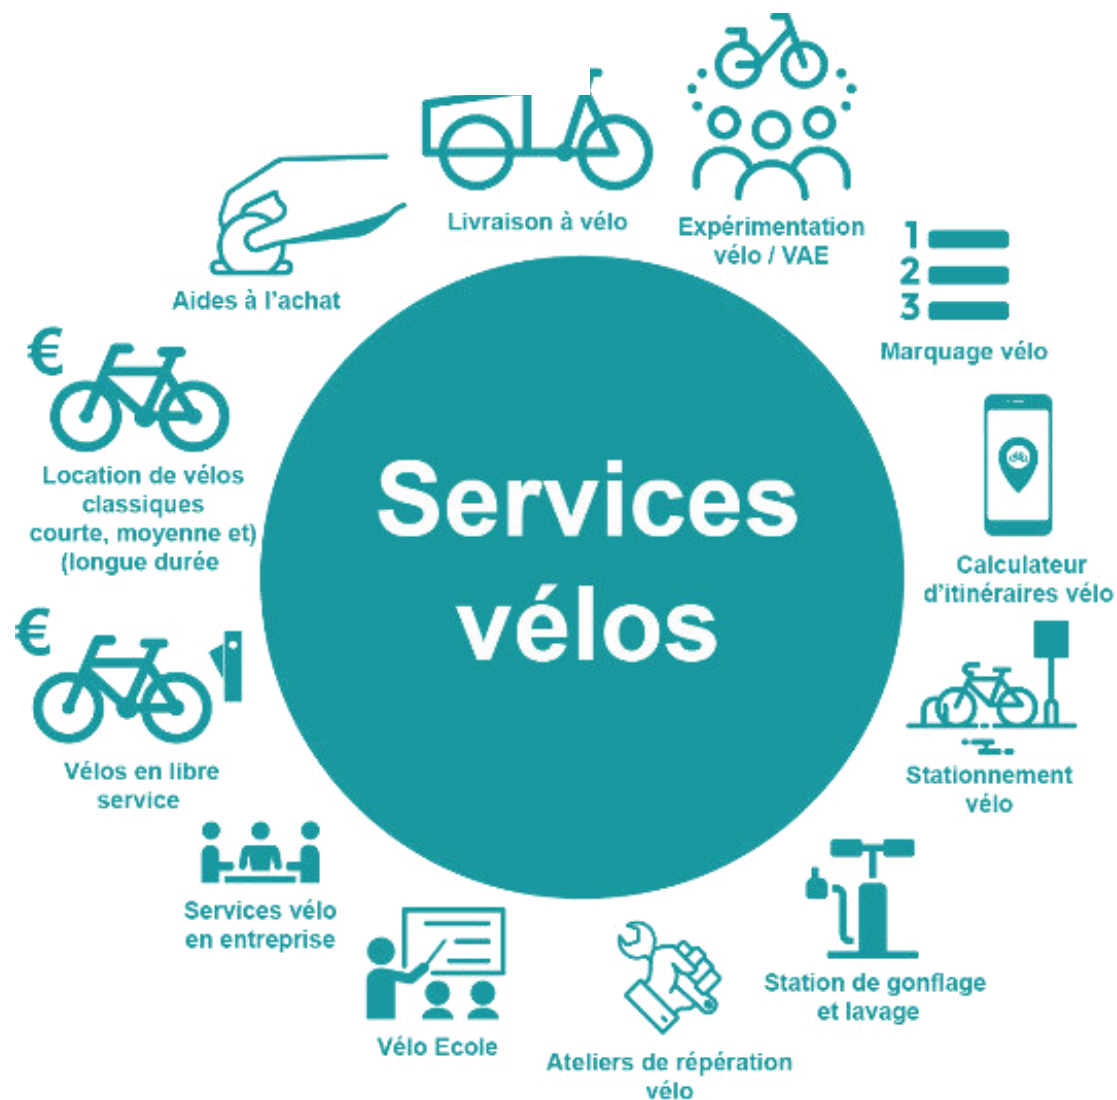 Livraison à vélo
Expérimentation
vélo / VAE
1
2
3
Marquage vélo
Calculateur
d'itinéraires vélo
Stationnement
vélo
Station de gonflage
et lavage
Ateliers de répération
vélo
Vélo Ecole
Services vélo
en entreprise
€
Vélos en libre
service
€
Location de vélos
classiques
courte, moyenne et)
(longue durée
Aides à l'achat
Services
vélos